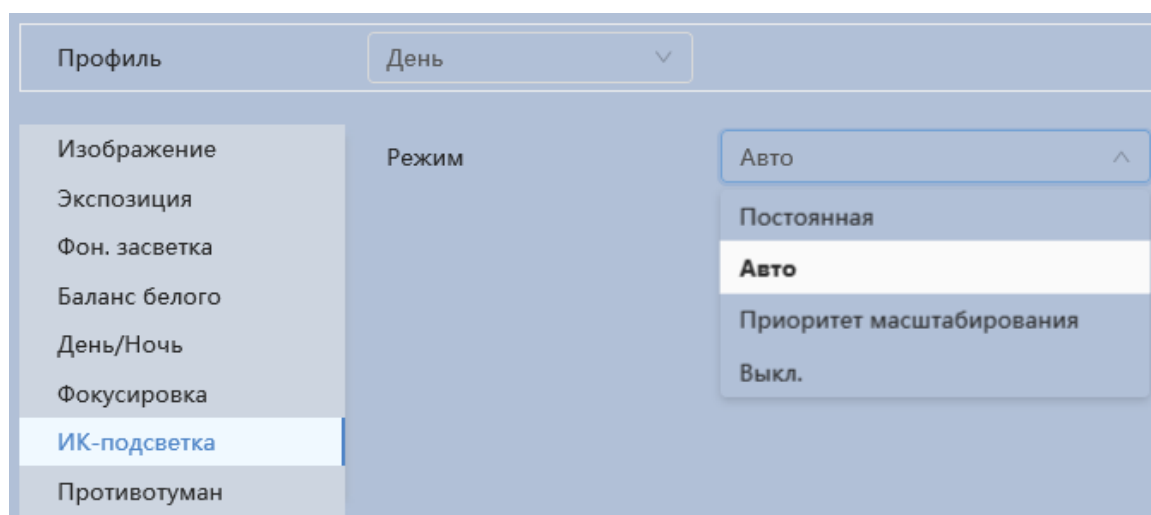 Профиль
День
Изображение
Режим
Авто
Экспозиция
Постоянная
Фон. засветка
Авто
Баланс белого
Приоритет масштабирования
День/Ночь
Выкл.
Фокусировка
ИК-подсветка
Противотуман